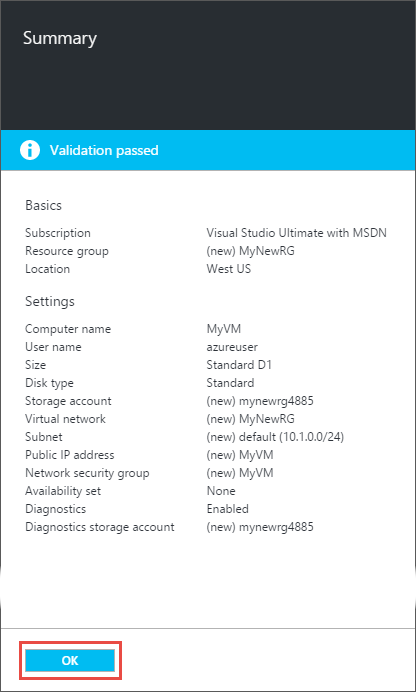 Summary
Validation passed
Basics
Subscription Visual Studio Ultimate with MSDN
Resource group (new) MyNewRG
Location West US
Settings
Computer name MyVM
User name azureuser
Size Standard D1
Disk type Standard
Storage account (new) mynewrg4885
Virtual network (new) MyNewRG
Subnet (new) default (10.1.0.0/24)
Public IP address (new) MyVM
Network security group (new) MyVM
Availability set None
Diagnostics Enabled
Diagnostics storage account (new) mynewrg4885
OK